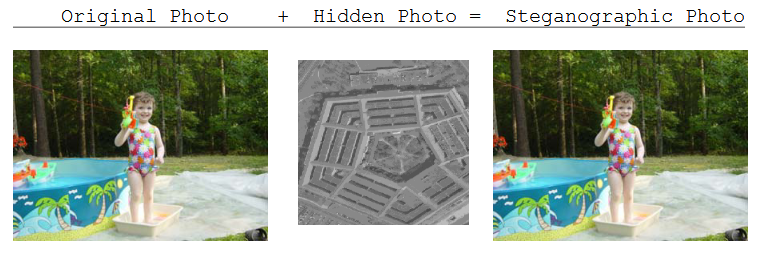 Original Photo + Hidden Photo = Steganographic Photo